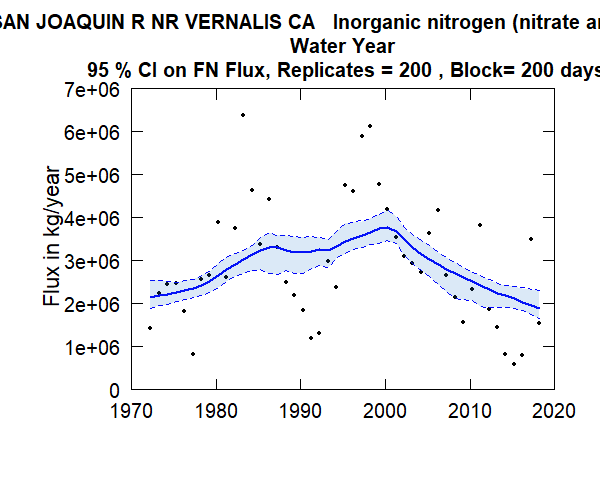 SAN JOAQUIN R NR VERNALIS CA Inorganic nitrogen (nitrate
Water Year
95 % CI on FN Flux, Replicates = 200 , Block= 200 days
Flux in kg/year
7e+06
6e+06
5e+06
4e+06
3e+06
2e+06
1e+06
0
1970 1980 1990 2000 2010 2020